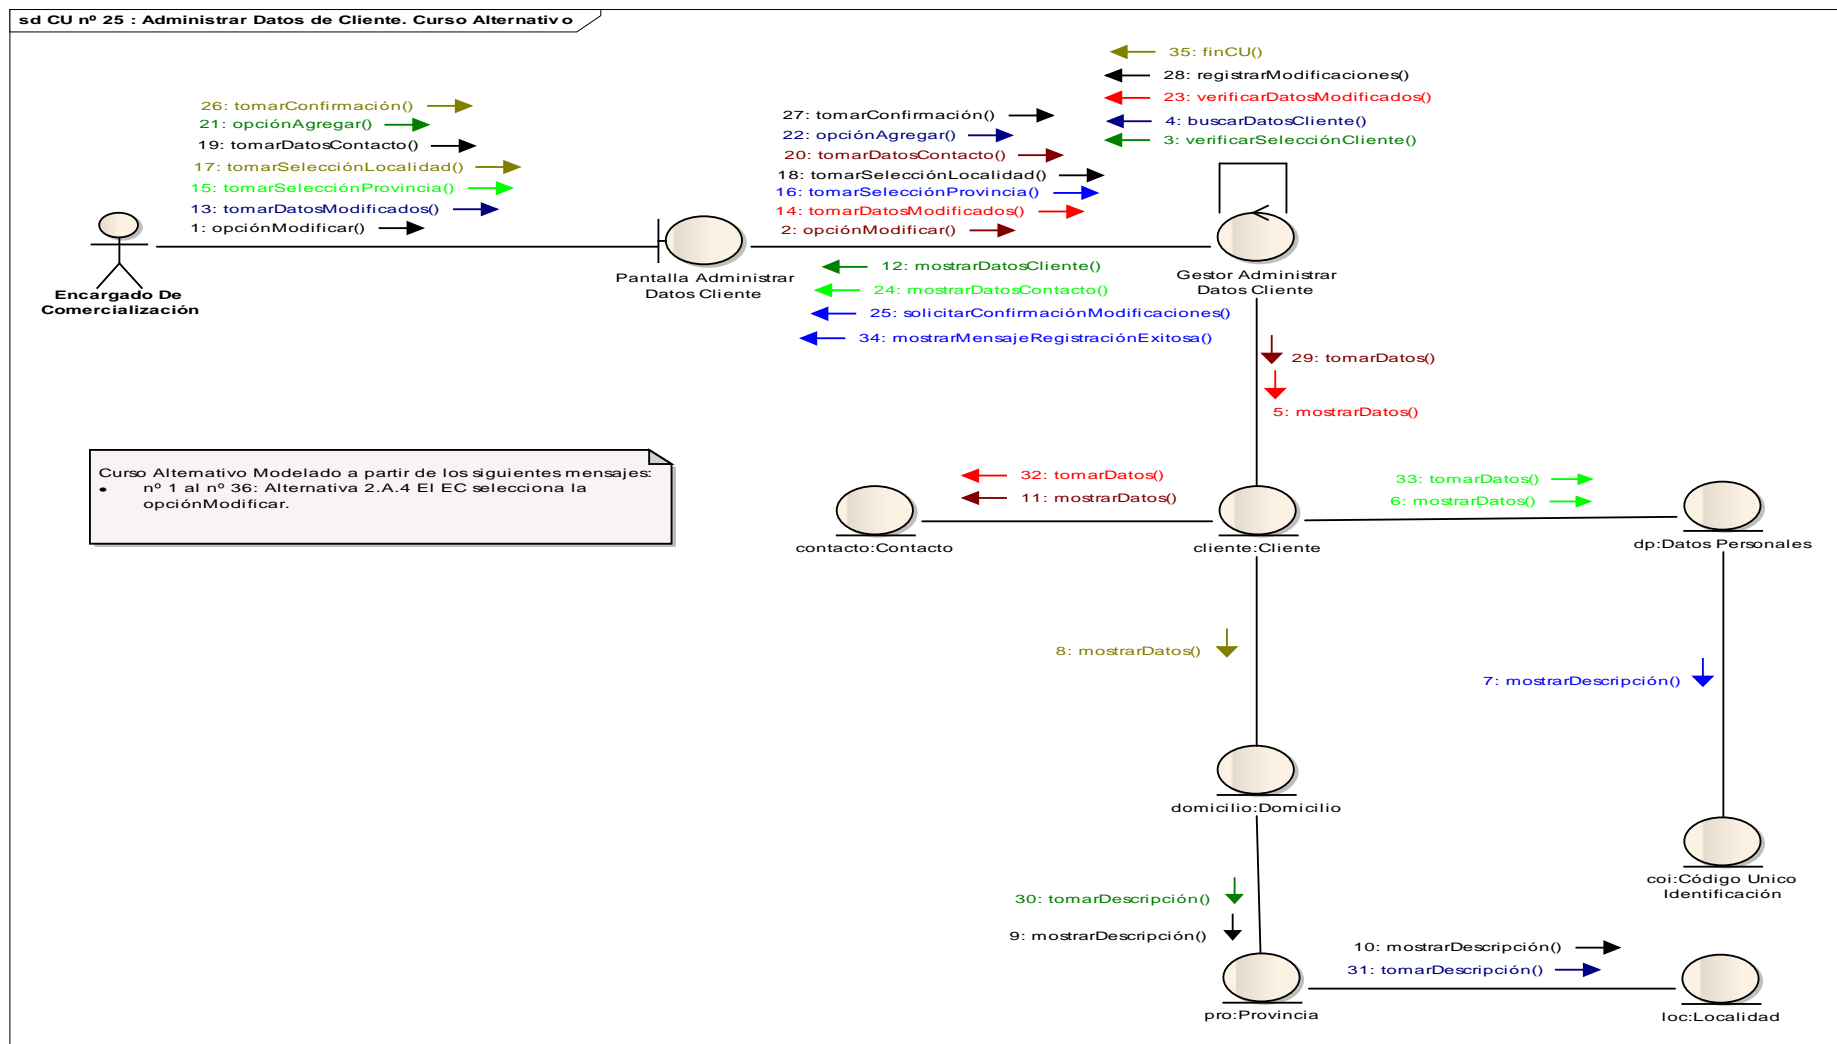 sd CU nº 25 : Administrar Datos de Cliente. Curso Alternativo
35: finCU()
28: registrarModificaciones()
23: verificarDatosModificados()
4: buscarDatosCliente()
3: verificarSelecciónCliente()
26: tomarConfirmación()
21: opciónAgregar()
19: tomarDatosContacto()
17: tomarSelecciónLocalidad()
15: tomarSelecciónProvincia()
13: tomarDatosModificados()
1: opciónModificar()
27: tomarConfirmación()
22: opciónAgregar()
20: tomarDatosContacto()
18: tomarSelecciónLocalidad()
16: tomarSelecciónProvincia()
14: tomarDatosModificados()
2: opciónModificar()
Encargado De
Comercialización
Pantalla Administrar
Datos Cliente
Gestor Administrar
Datos Cliente
12: mostrarDatosCliente()
24: mostrarDatosContacto()
25: solicitarConfirmaciónModificaciones()
34: mostrarMensajeRegistraciónExitosa()
29: tomarDatos()
5: mostrarDatos()
Curso Alternativo Modelado a partir de los siguientes mensajes:
• nº 1 al nº 36: Alternativa 2.A.4 El EC selecciona la
opciónModificar.
32: tomarDatos()
11: mostrarDatos()
33: tomarDatos()
6: mostrarDatos()
contacto:Contacto
cliente:Cliente
dp:Datos Personales
8: mostrarDatos()
7: mostrarDescripción()
domicilio:Domicilio
coi:Código Unico
Identificación
30: tomarDescripción()
9: mostrarDescripción()
10: mostrarDescripción()
31: tomarDescripción()
pro:Provincia
loc:Localidad